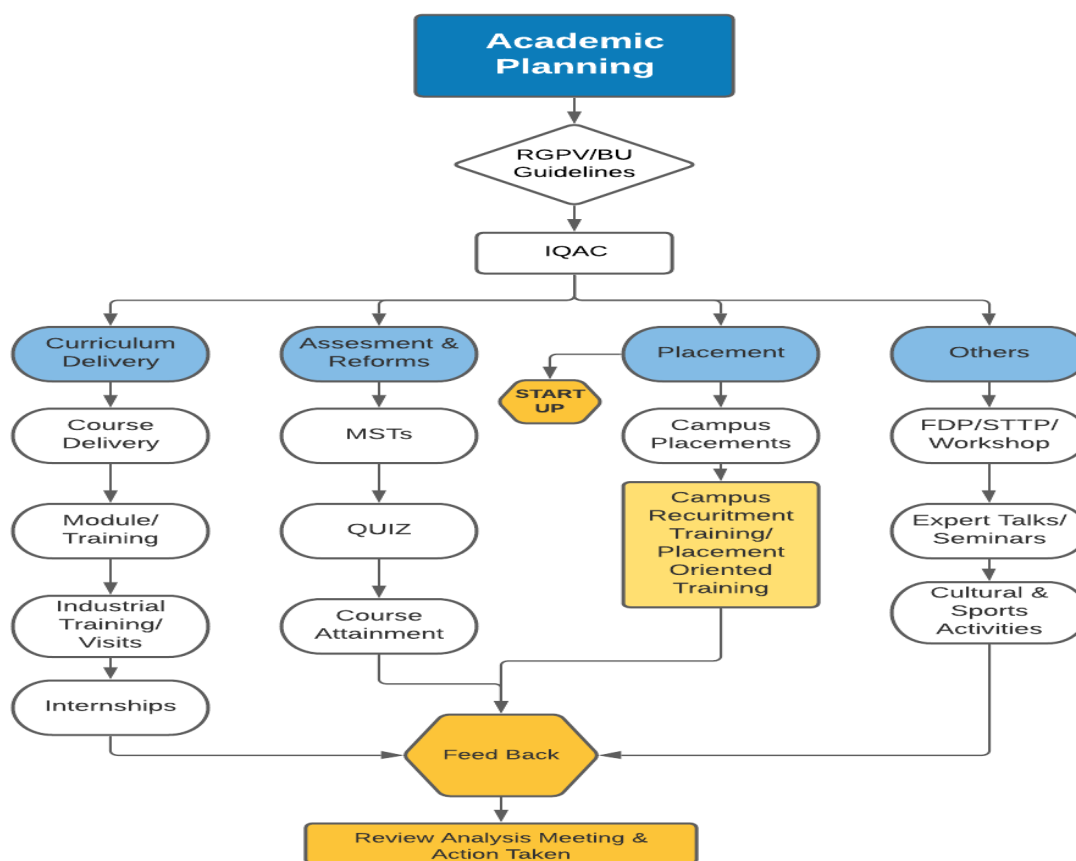 Academic
Planning
RGPV/BU
Guidelines
IQAC
Curriculum
Delivery
Assesment &
Reforms
Placement
Others
START
UP
Course
Delivery
MSTs
Campus
Placements
FDP/STTP/
Workshop
Module/
Training
QUIZ
Campus
Recuritment
Training/
Placement
Oriented
Training
Expert Talks/
Seminars
Industrial
Training/
Visits
Course
Attainment
Cultural &
Sports
Activities
Internships
Feed Back
Review Analysis Meeting &
Action Taken